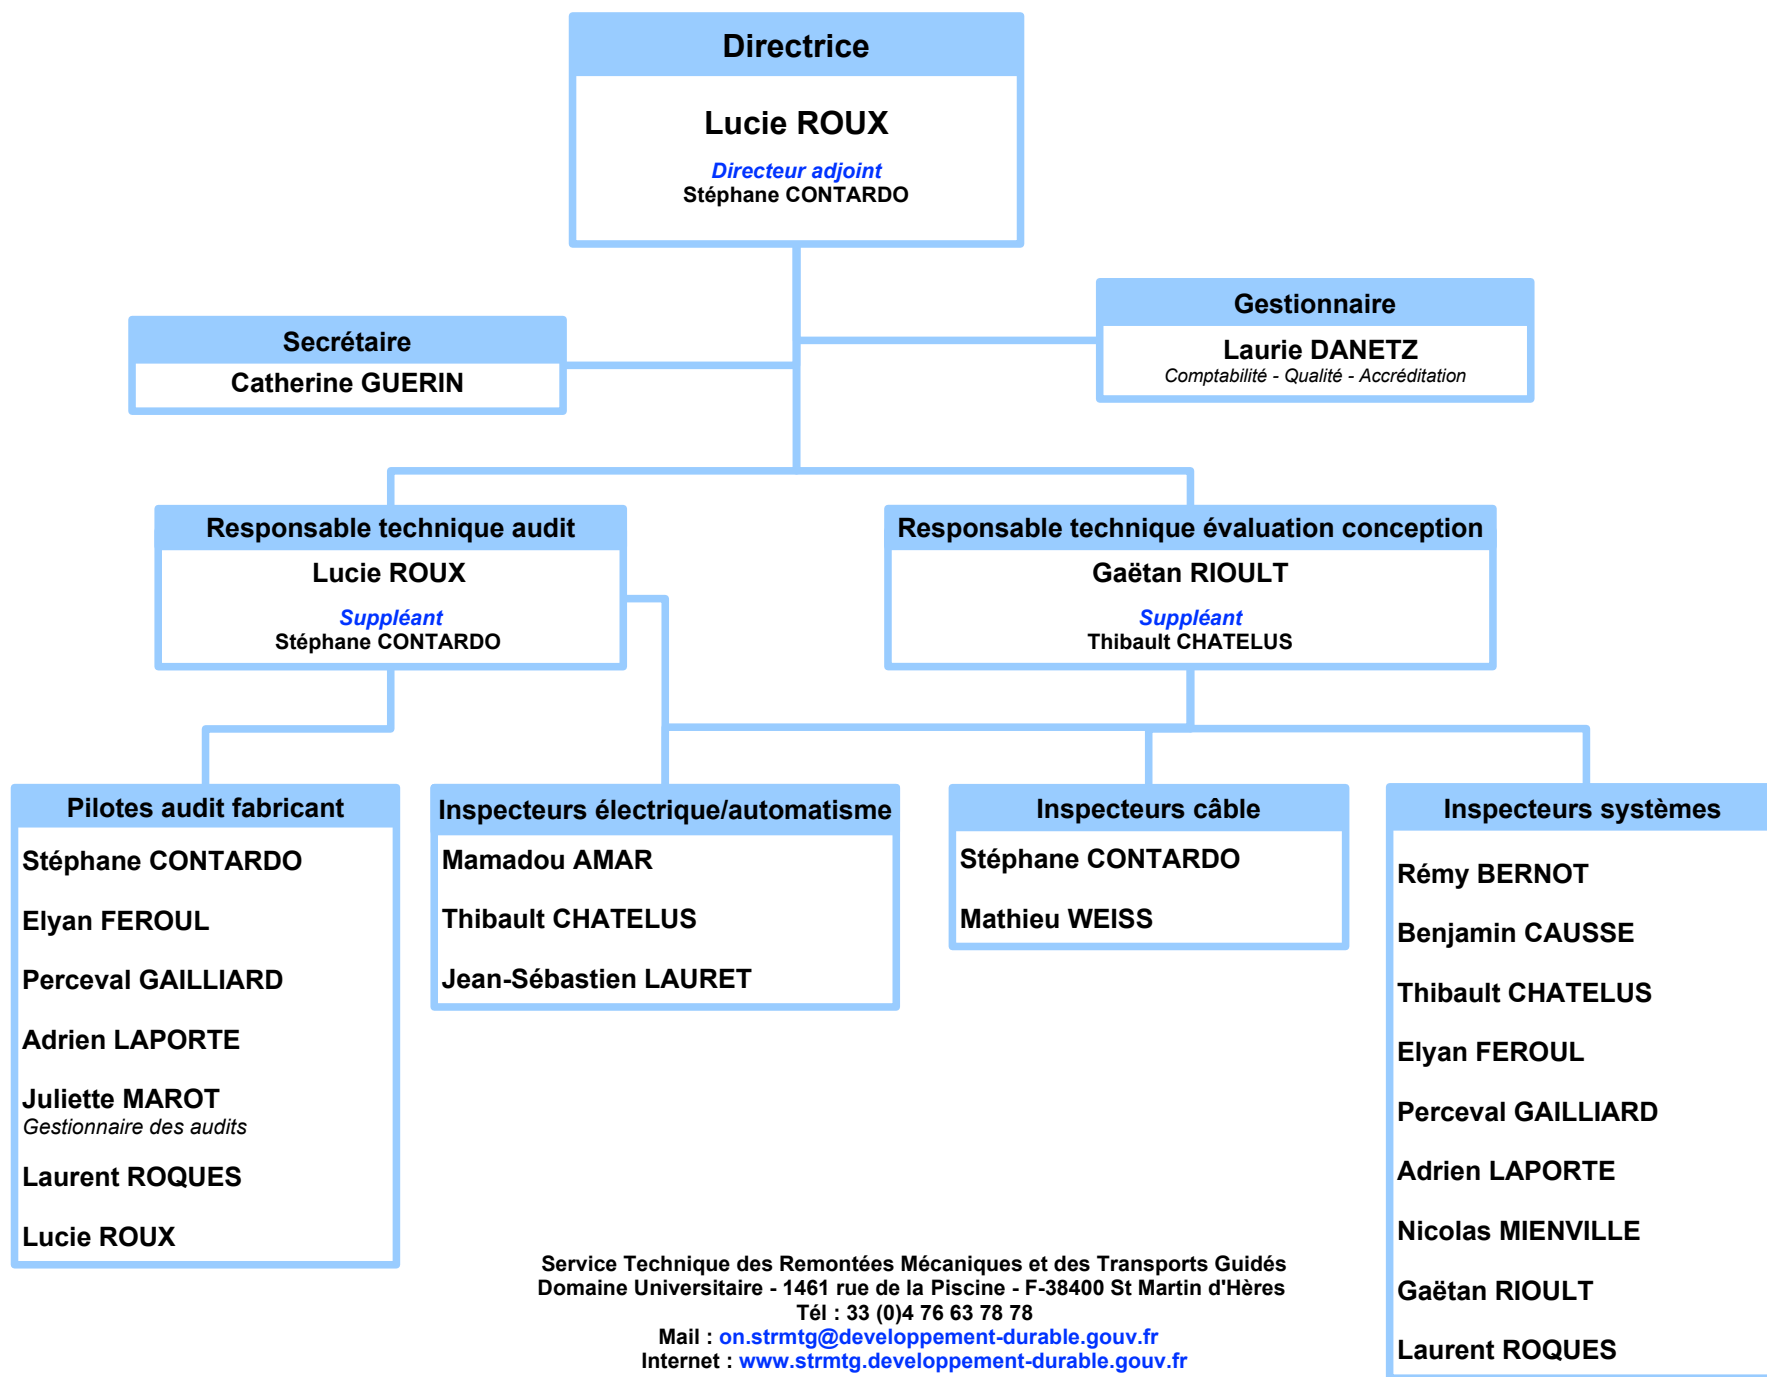 Directrice
Lucie ROUX
Directeur adjoint
Stéphane CONTARDO
Gestionnaire
Laurie DANETZ
Comptabilité - Qualité - Accréditation
Secrétaire
Catherine GUERIN
Responsable technique audit
Lucie ROUX
Suppléant
Stéphane CONTARDO
Responsable technique évaluation conception
Gaëtan RIOULT
Suppléant
Thibault CHATELUS
Pilotes audit fabricant
Stéphane CONTARDO
Elyan FEROUL
Perceval GAILLIARD
Adrien LAPORTE
Juliette MAROT
Gestionnaire des audits
Laurent ROQUES
Lucie ROUX
Inspecteurs électrique/automatisme
Mamadou AMAR
Thibault CHATELUS
Jean-Sébastien LAURET
Inspecteurs câble
Stéphane CONTARDO
Mathieu WEISS
Inspecteurs systèmes
Rémy BERNOT
Benjamin CAUSSE
Thibault CHATELUS
Elyan FEROUL
Perceval GAILLIARD
Adrien LAPORTE
Nicolas MIENVILLE
Gaëtan RIOULT
Laurent ROQUES
Service Technique des Remontées Mécaniques et des Transports Guidés
Domaine Universitaire - 1461 rue de la Piscine - F-38400 St Martin d'Hères
Tél : 33 (0)4 76 63 78 78
Mail : on.strmtg@developpement-durable.gouv.fr
Internet : www.strmtg.developpement-durable.gouv.fr